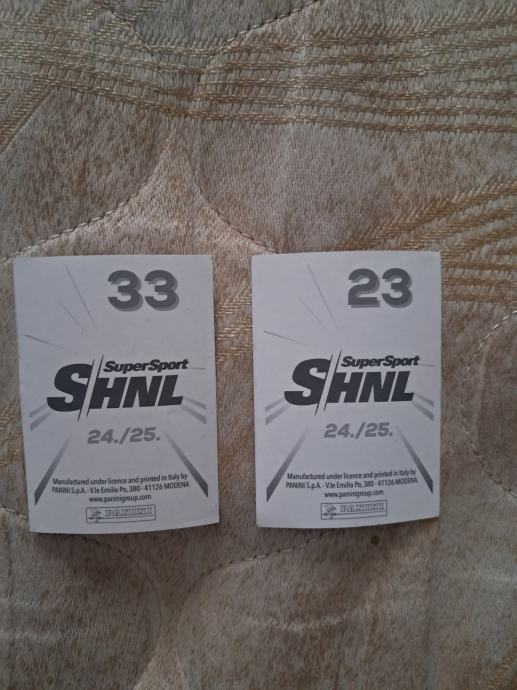 33
SuperSport
S/HNL
24./25.
Manufactured under licence and printed in Italy by
PANINI S.p.A. - V.le Emilio Po, 380 - 41126 MODENA
www.paninigroup.com
PANINI
23
SuperSport
S/HNL
24./25.
Manufactured under licence and printed in Italy by
PANINI S.p.A. - V.le Emilio Po, 380 - 41126 MODENA
www.paninigroup.com
PANINI